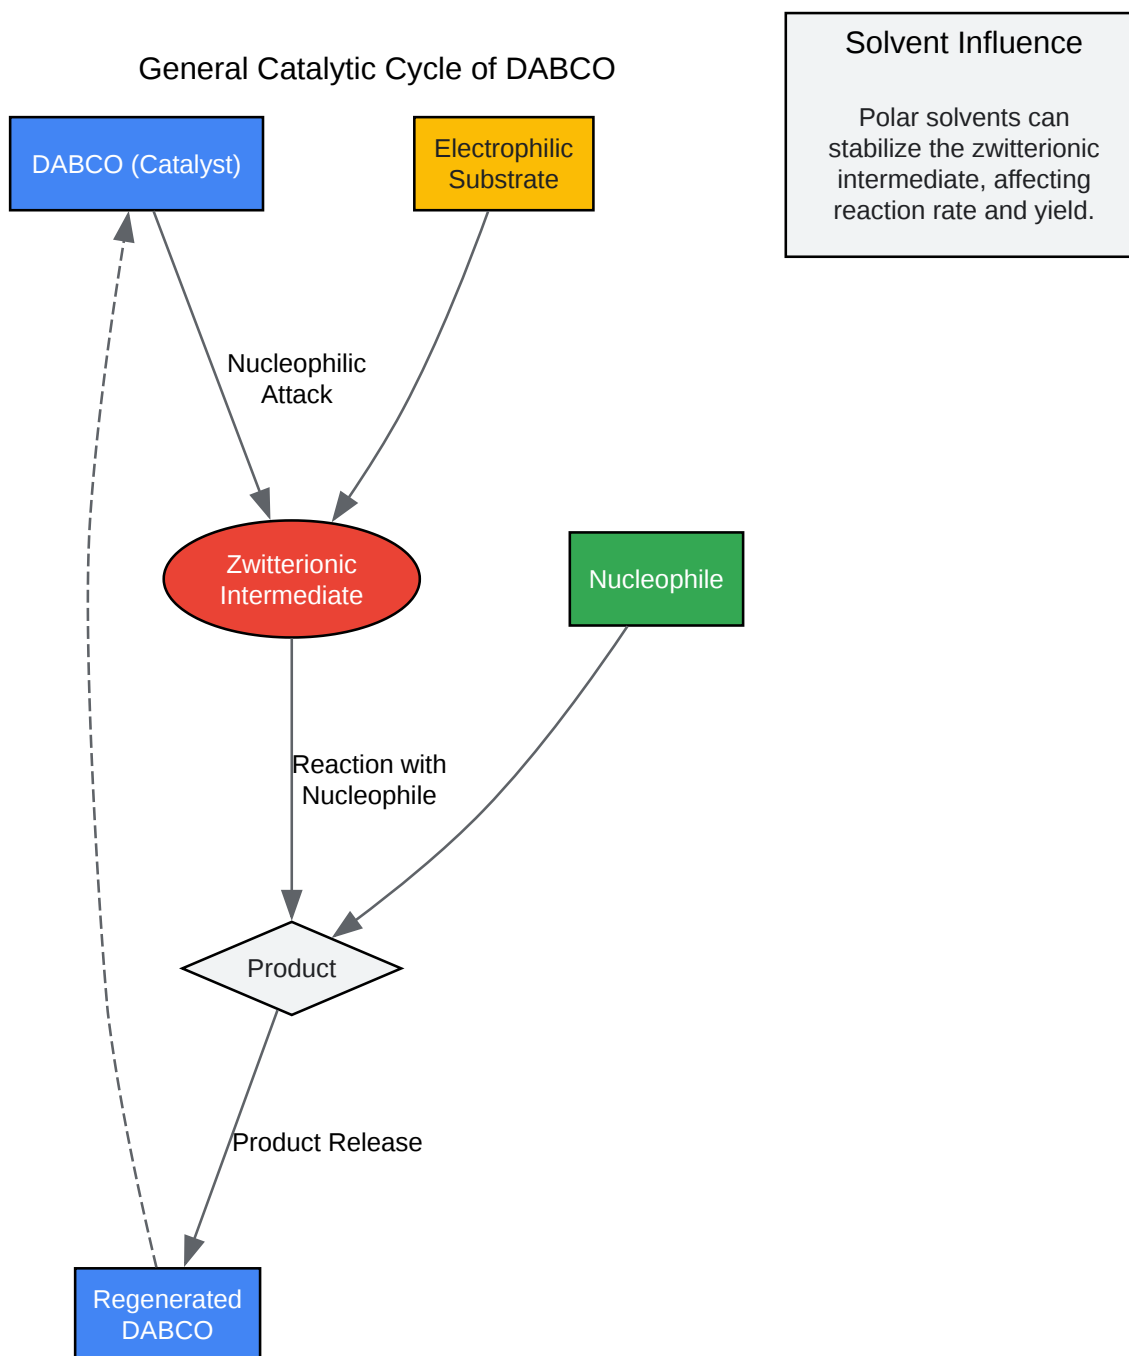 General Catalytic Cycle of DABCO
Solvent Influence
Polar solvents can
stabilize the zwitterionic
intermediate, affecting
reaction rate and yield.
DABCO (Catalyst)
Electrophilic
Substrate
Nucleophilic
Attack
Zwitterionic
Intermediate
Nucleophile
Reaction with
Nucleophile
Product
Product Release
Regenerated
DABCO